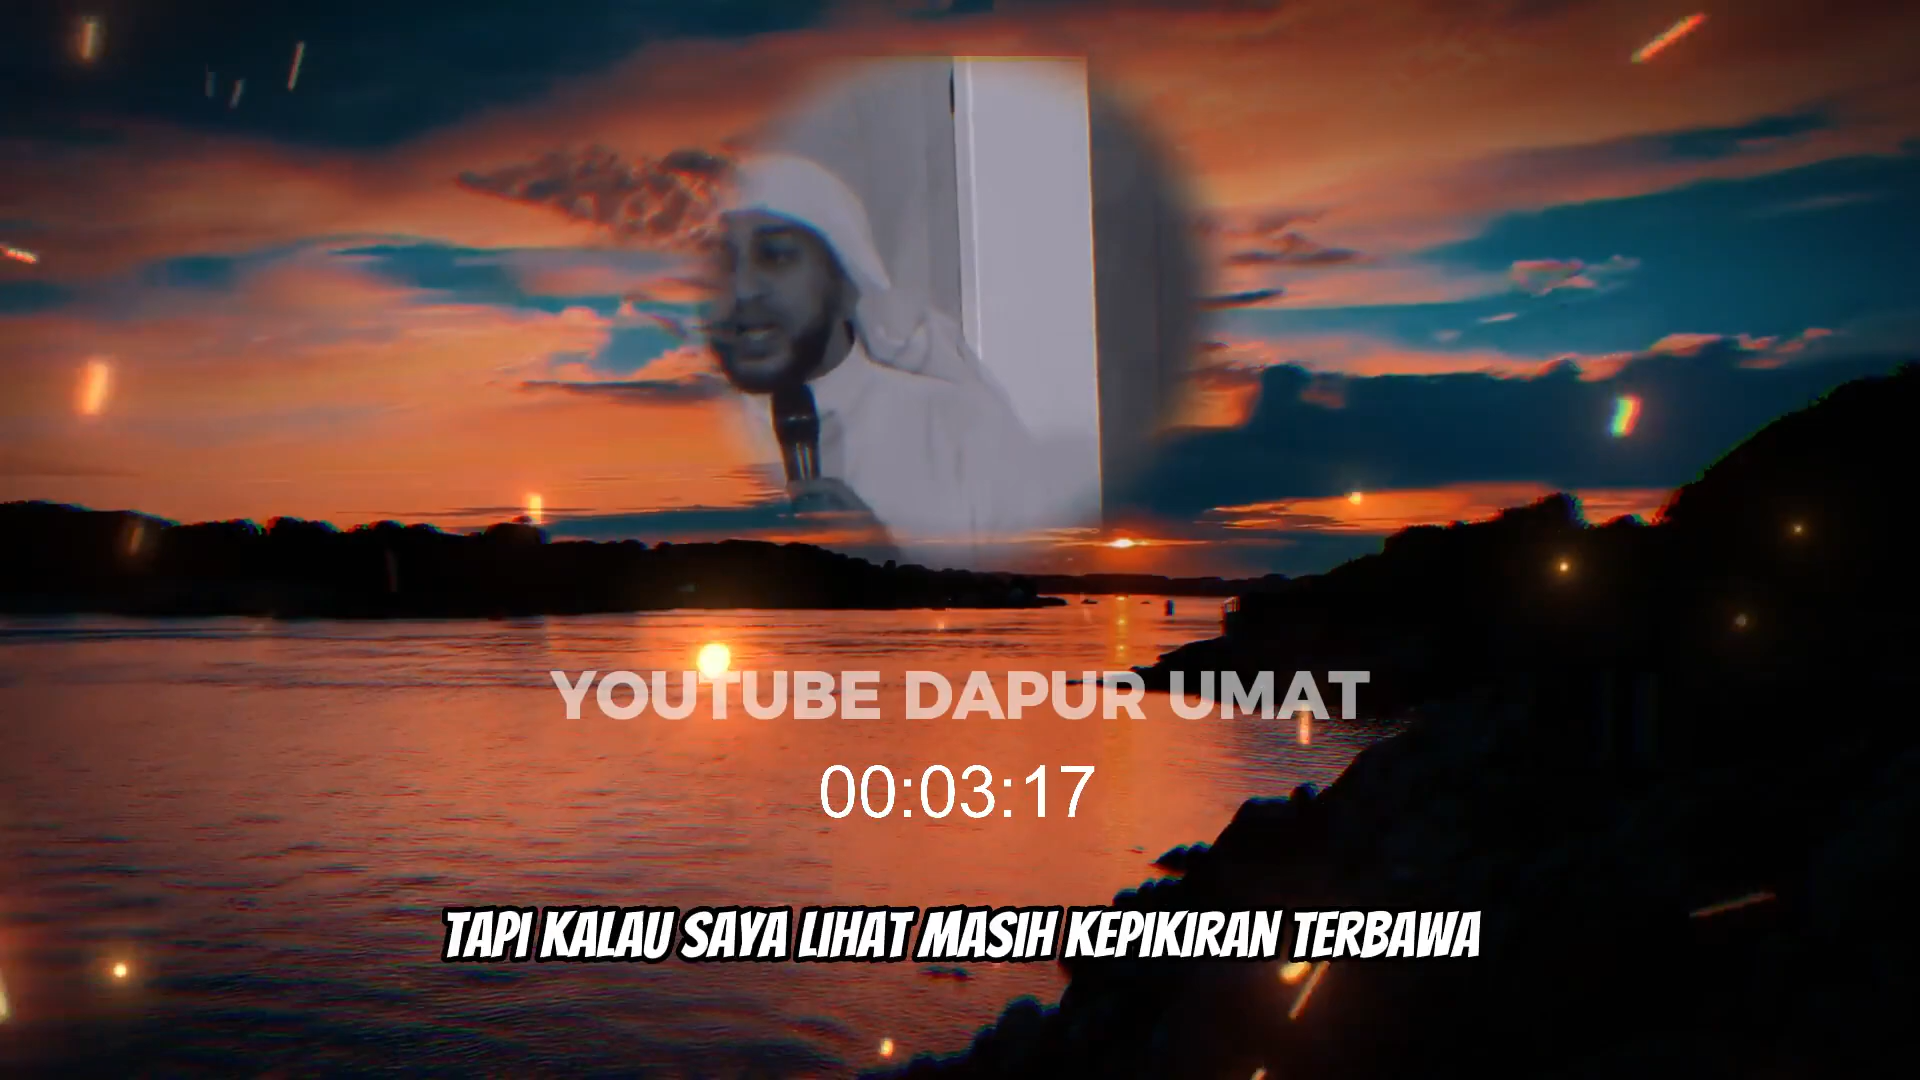 YOUTUBE DAPUR UMAT
00:03:17
TAPI KALAU SAYA LIHAT MASIH KEPIKIRAN TERBAWA